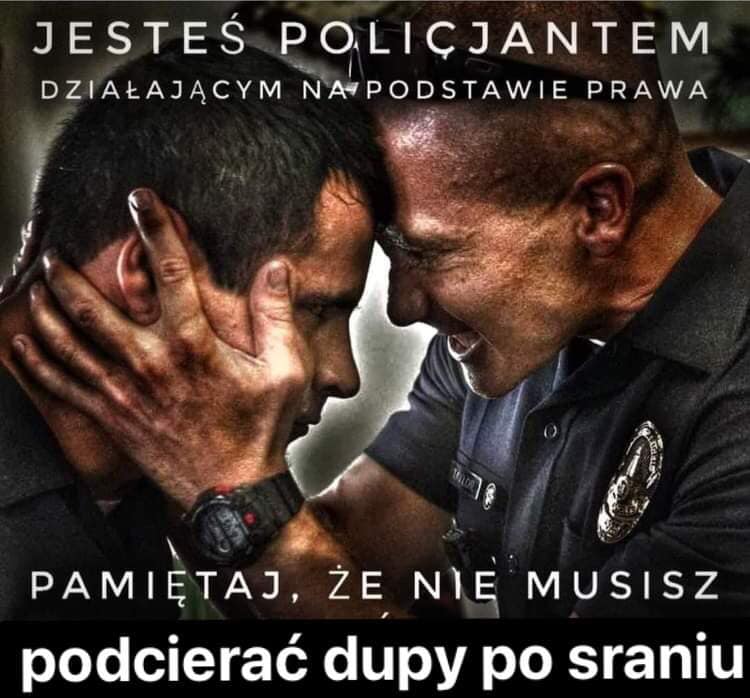 JESTEŚ POLICJANTEM
DZIAŁAJĄCYM NA PODSTAWIE PRAWA
PAMIĘTAJ, ŻE NIE MUSISZ
podcierać dupy po sraniu